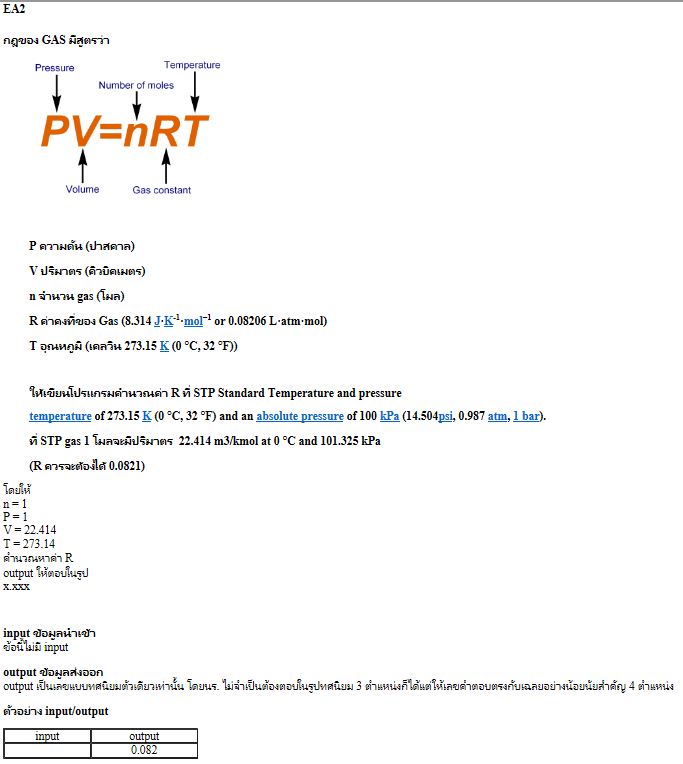 EA2
กฎของ GAS มีสูตรว่า
Pressure
Temperature
Number of moles
PV=nRT
Volume
Gas constant
P ความดัน (ปาสคาล)
V ปริมาตร (คิวบิคเมตร)
n จำนวน gas (โมล)
R ค่าคงที่ของ Gas (8.314 J·K⁻¹·mol⁻¹ or 0.08206 L·atm·mol)
T อุณหภูมิ (เคลวิน 273.15 K (0 °C, 32 °F))
ให้เขียนโปรแกรมคำนวณค่า R ที่ STP Standard Temperature and pressure
temperature of 273.15 K (0 °C, 32 °F) and an absolute pressure of 100 kPa (14.504psi, 0.987 atm, 1 bar).
ที่ STP gas 1 โมลจะมีปริมาตร 22.414 m3/kmol at 0 °C and 101.325 kPa
(R ควรจะต้องได้ 0.0821)
โดยให้
n = 1
P = 1
V = 22.414
T = 273.14
คำนวณหาค่า R
output ให้ตอบในรูป
x.xxx
input ข้อมูลนำเข้า
ข้อนี้ไม่มี input
output ข้อมูลส่งออก
output เป็นเลขแบบทศนิยมตัวเดียวเท่านั้น โดยนร. ไม่จำเป็นต้องตอบในรูปทศนิยม 3 ตำแหน่งก็ได้แต่ให้เลขคำตอบตรงกับเฉลยอย่างน้อยนัยสำคัญ 4 ตำแหน่ง
ตัวอย่าง input/output
input output
0.082